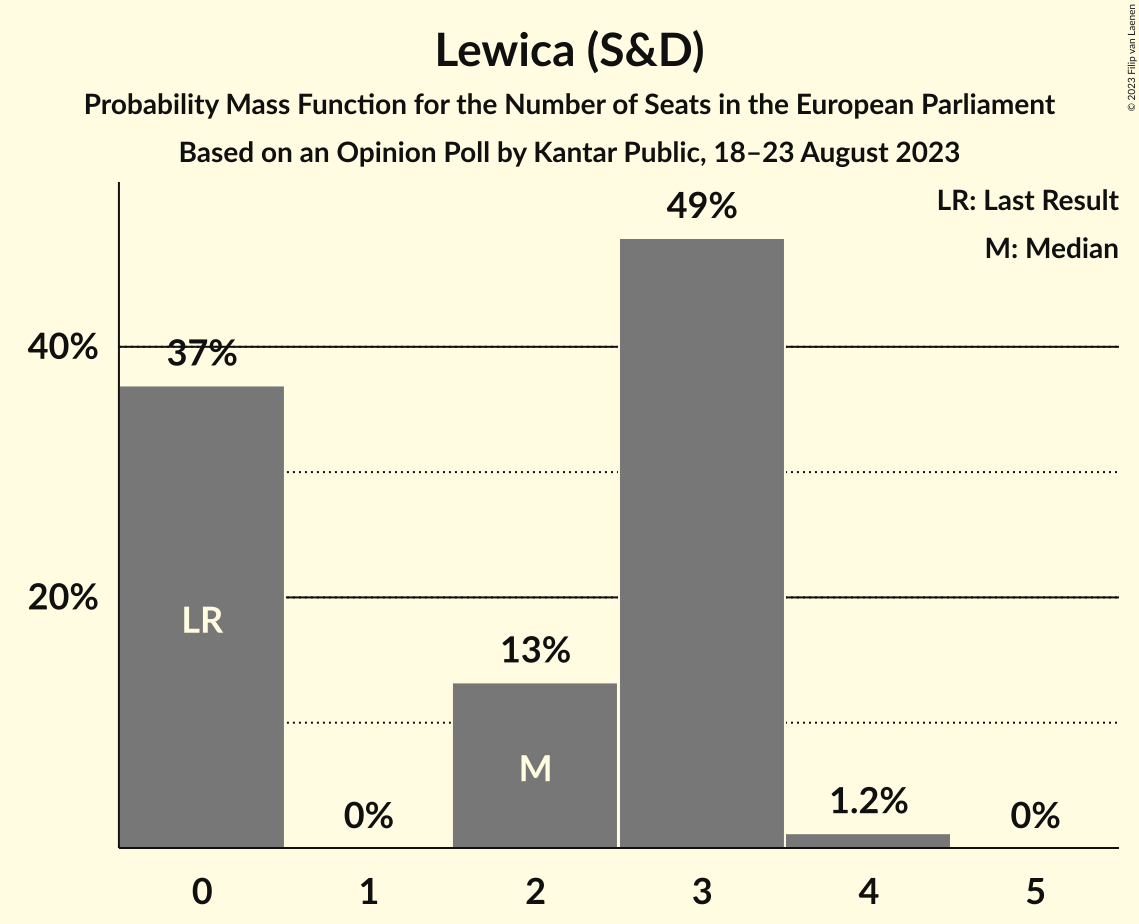 Lewica (S&D)
Probability Mass Function for the Number of Seats in the European Parliament
Based on an Opinion Poll by Kantar Public, 18–23 August 2023
© 2023 Filip van Laenen
LR: Last Result
M: Median
49%
40%
37%
20%
LR
13%
M
0%
1.2%
0%
0 1 2 3 4 5